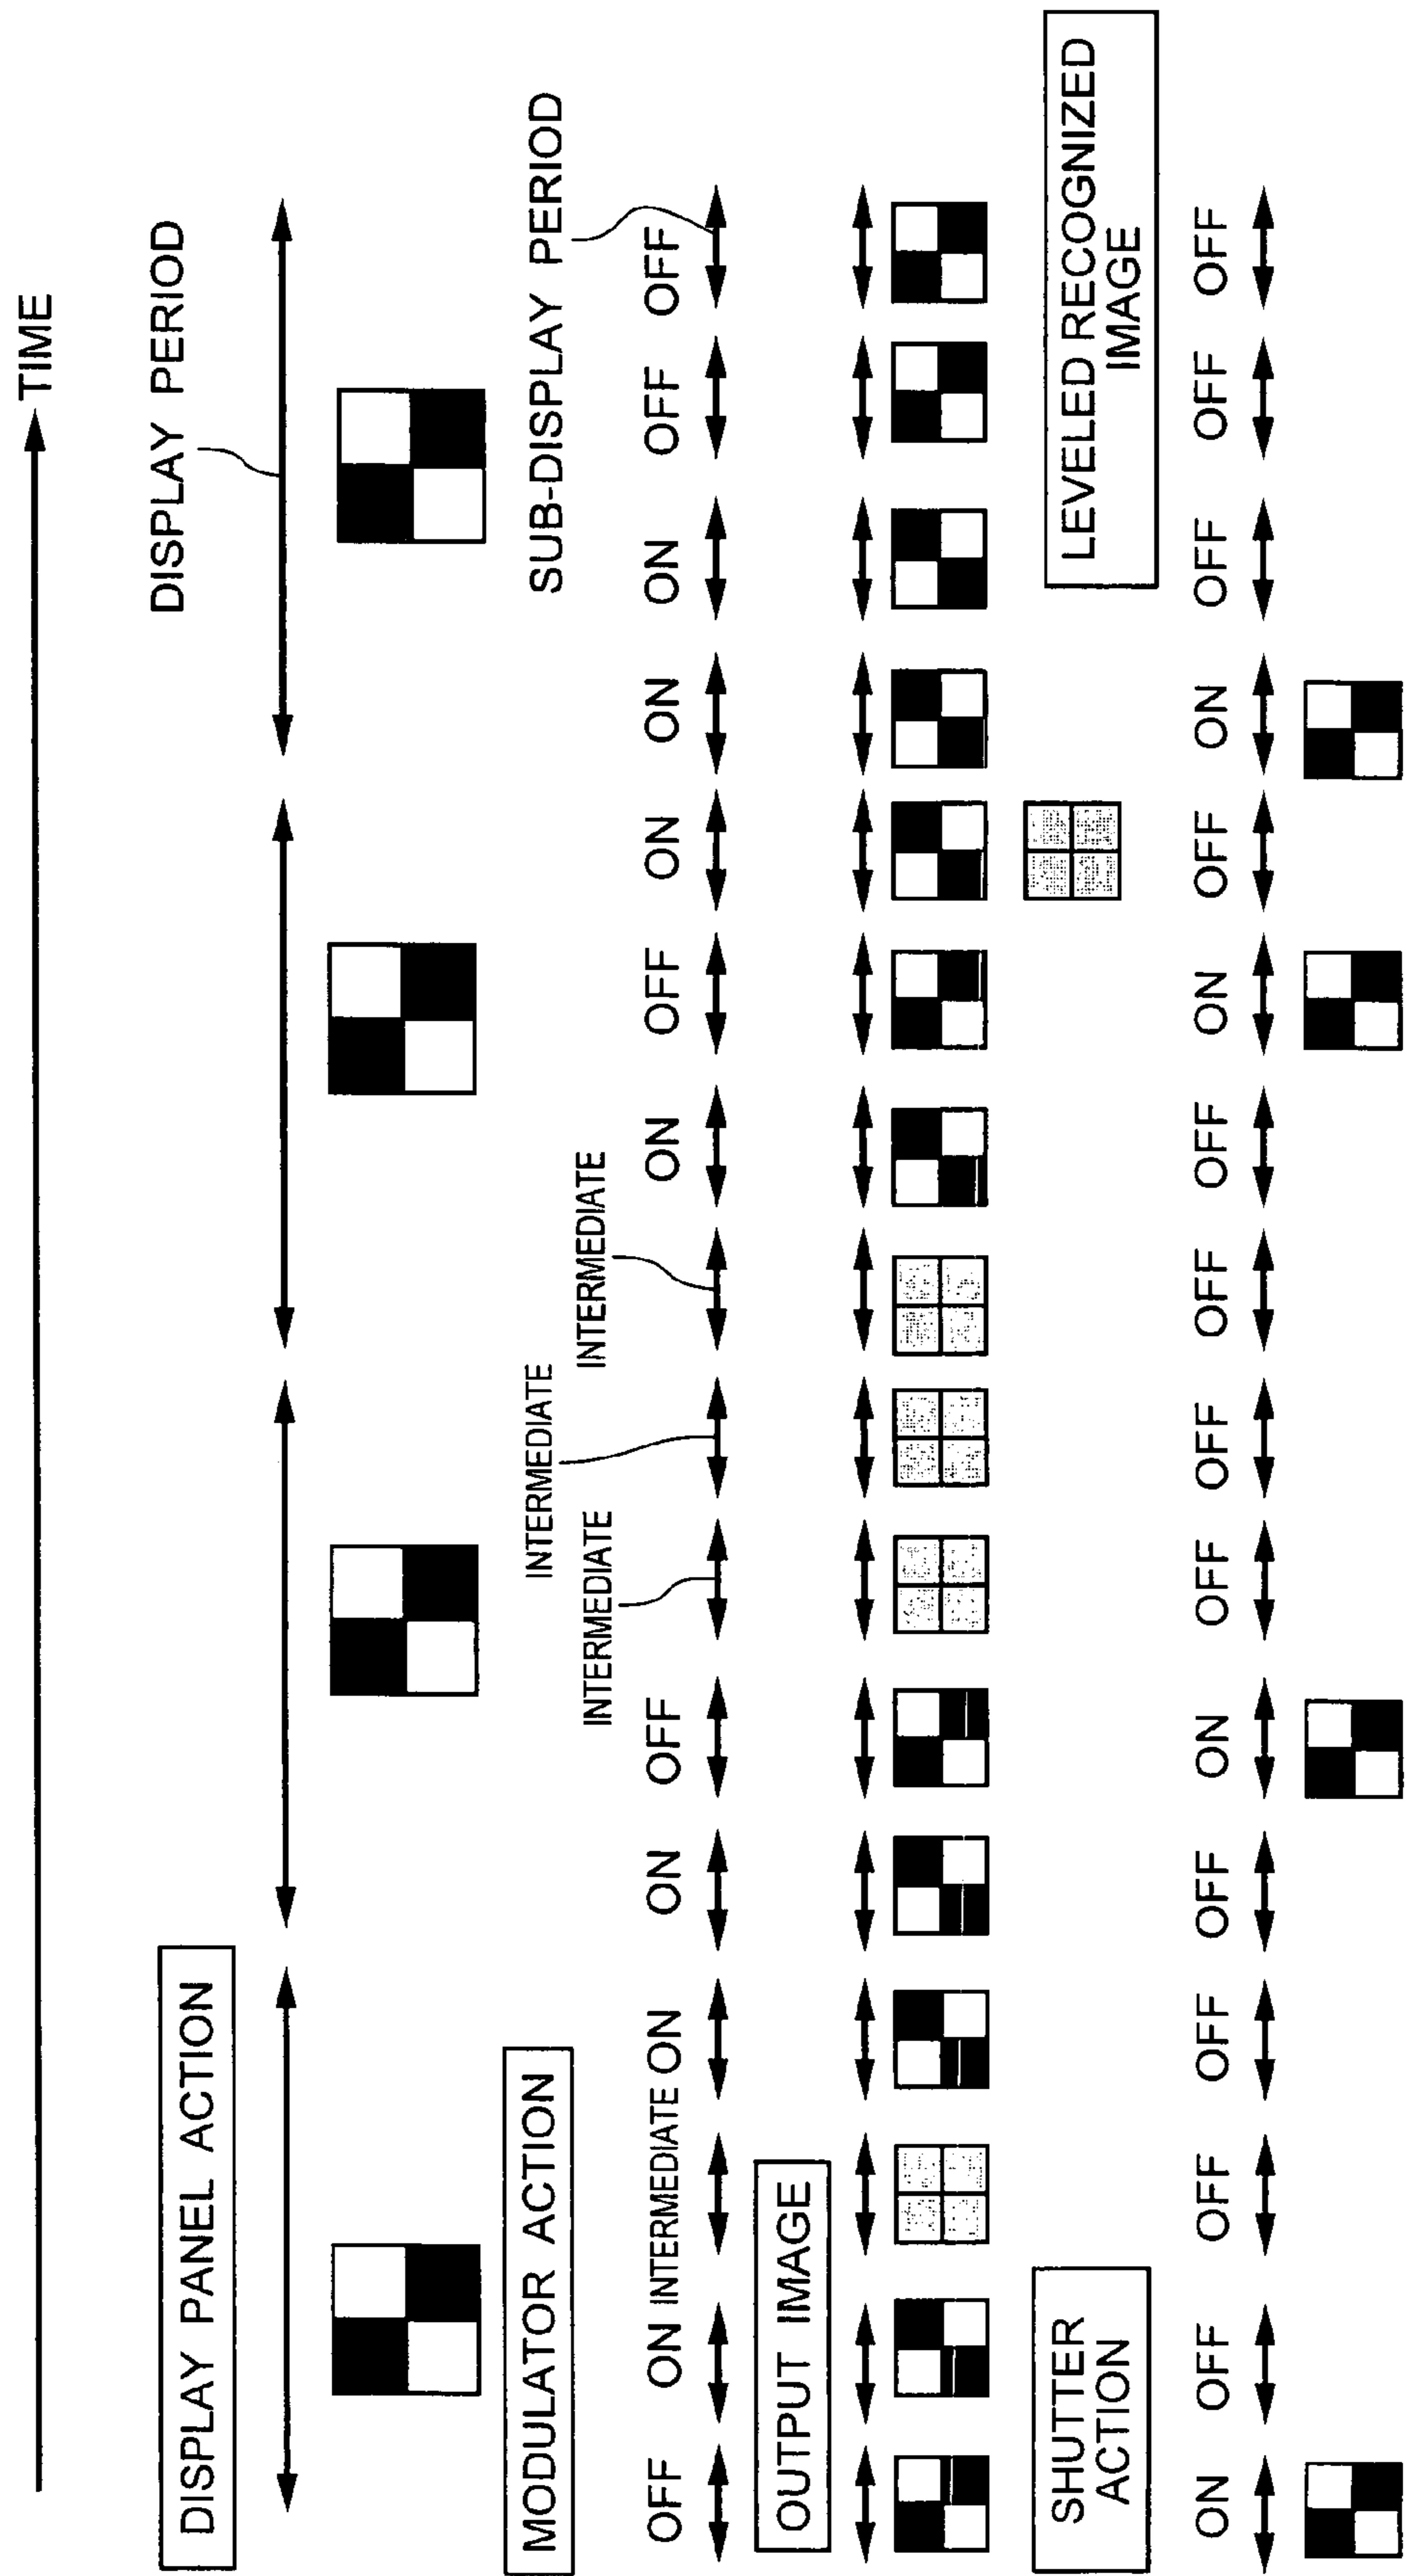 TIME
DISPLAY PANEL ACTION
DISPLAY PERIOD
MODULATOR ACTION
INTERMEDIATE
SUB-DISPLAY PERIOD
INTERMEDIATE
INTERMEDIATE
OFF ON INTERMEDIATE ON ON OFF ON OFF ON ON ON OFF OFF
OUTPUT IMAGE
SHUTTER
ACTION
LEVELED RECOGNIZED
IMAGE
ON OFF OFF OFF OFF ON OFF OFF OFF OFF ON OFF ON OFF OFF OFF